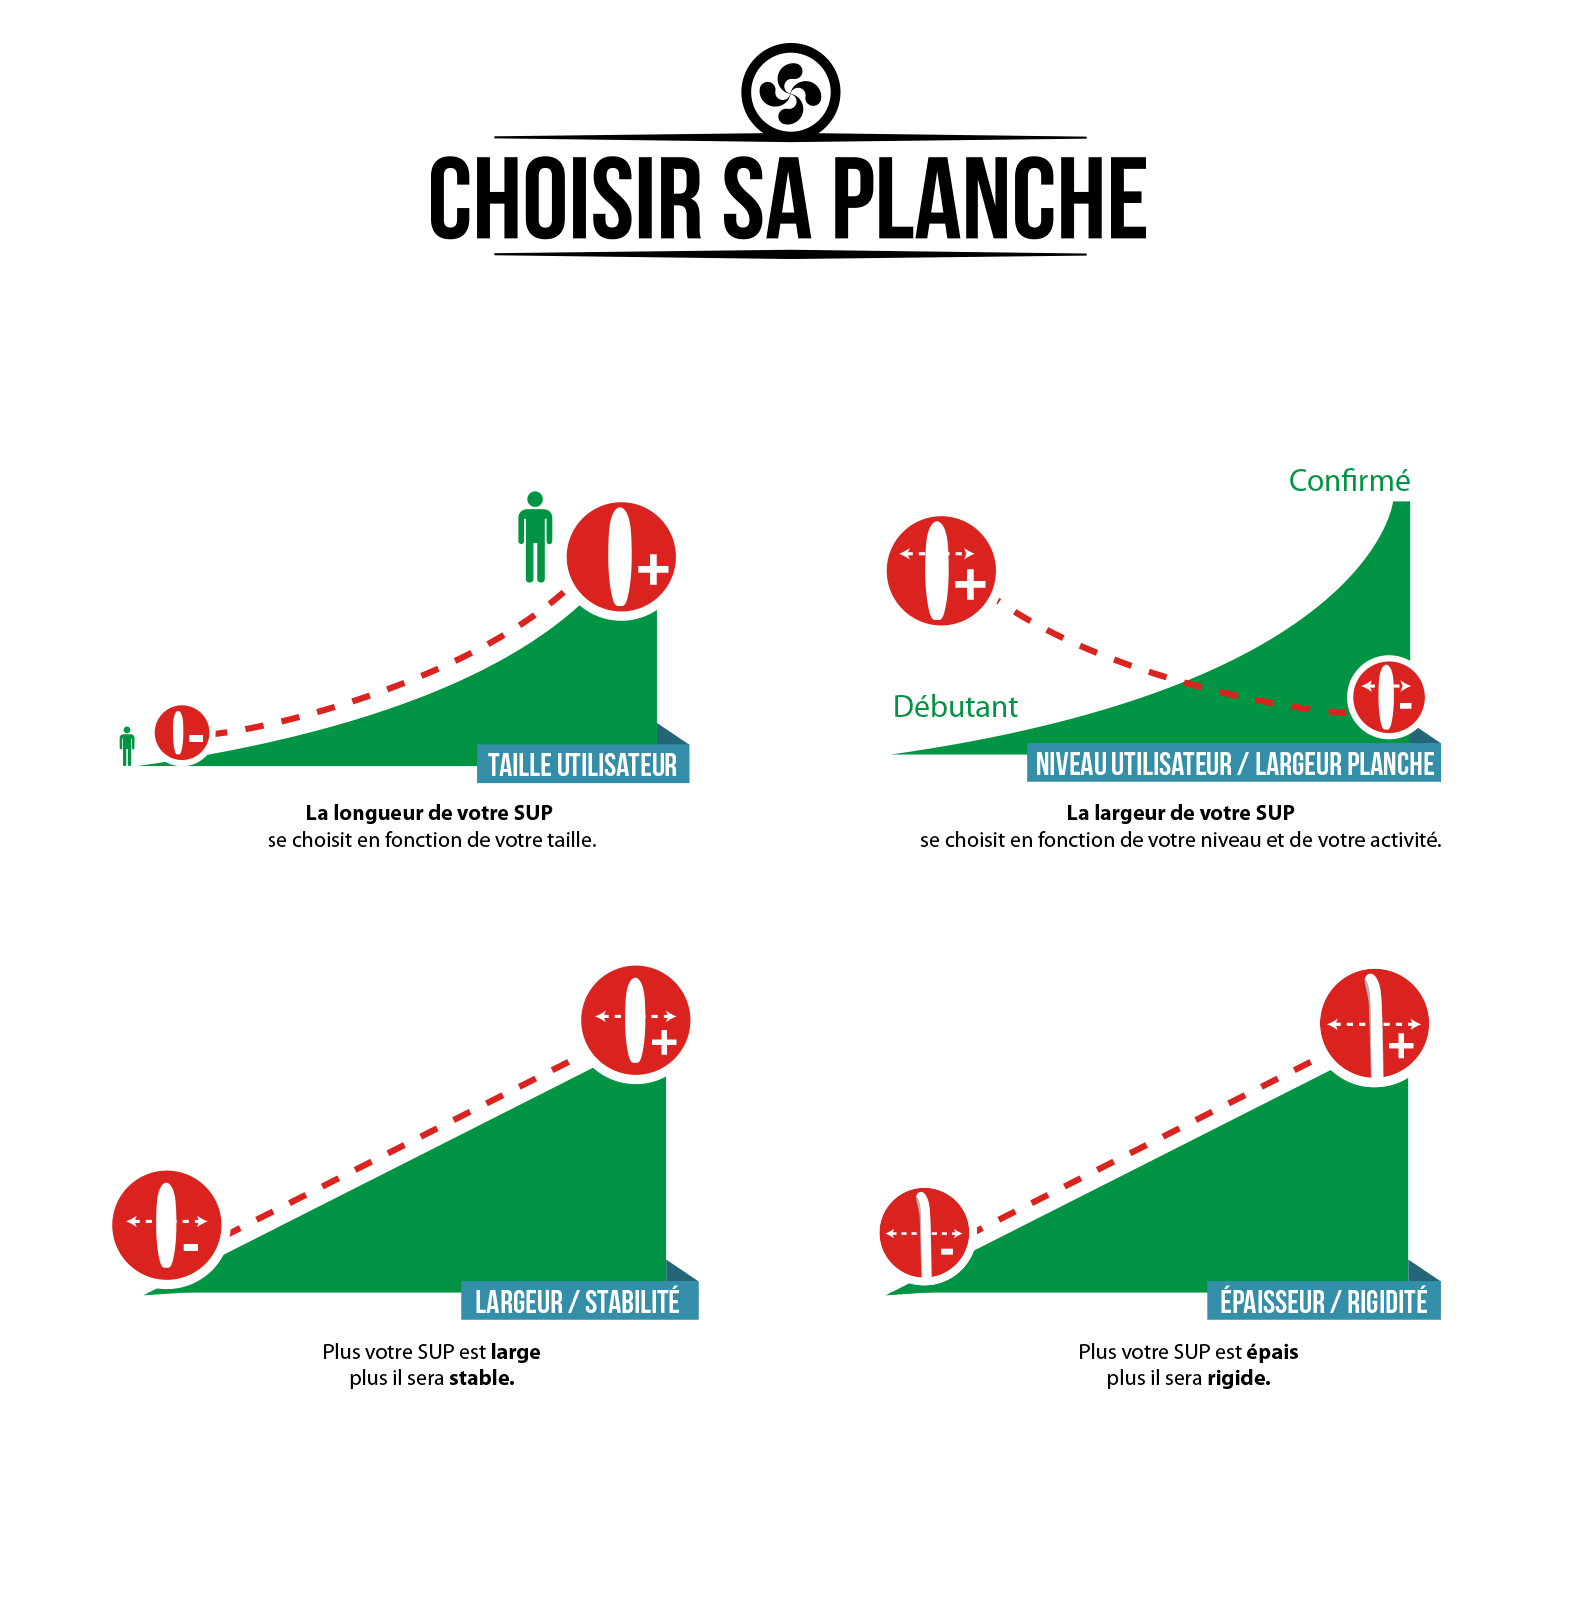 CHOISIR SA PLANCHE
+
-
TAILLE UTILISATEUR
La longueur de votre SUP
se choisit en fonction de votre taille.
Confirmé
+
Débutant
-
NIVEAU UTILISATEUR / LARGEUR PLANCHE
La largeur de votre SUP
se choisit en fonction de votre niveau et de votre activité.
+
-
LARGEUR / STABILITÉ
Plus votre SUP est large
plus il sera stable.
+
-
ÉPAISSEUR / RIGIDITÉ
Plus votre SUP est épais
plus il sera rigide.